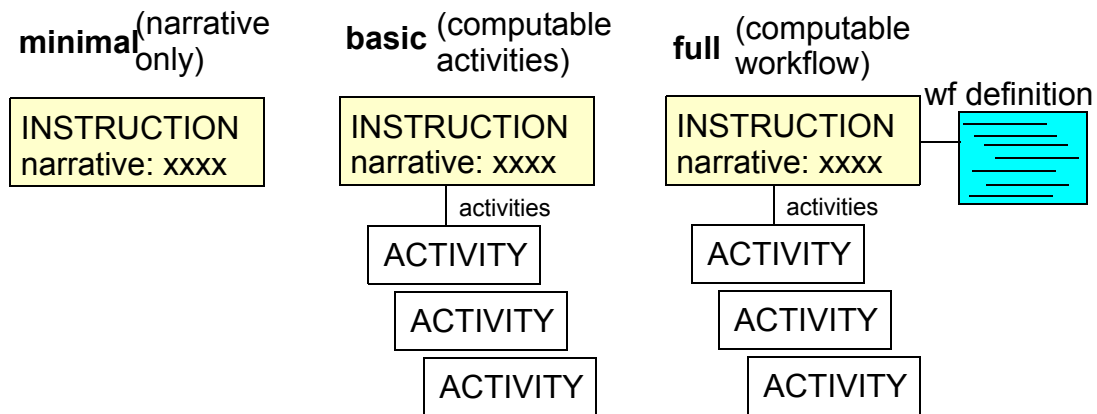 minimal (narrative
only)
INSTRUCTION
narrative: xxxx
basic (computable
activities)
INSTRUCTION
narrative: xxxx
activities
ACTIVITY
ACTIVITY
ACTIVITY
full (computable
workflow)
wf definition
INSTRUCTION
narrative: xxxx
activities
ACTIVITY
ACTIVITY
ACTIVITY